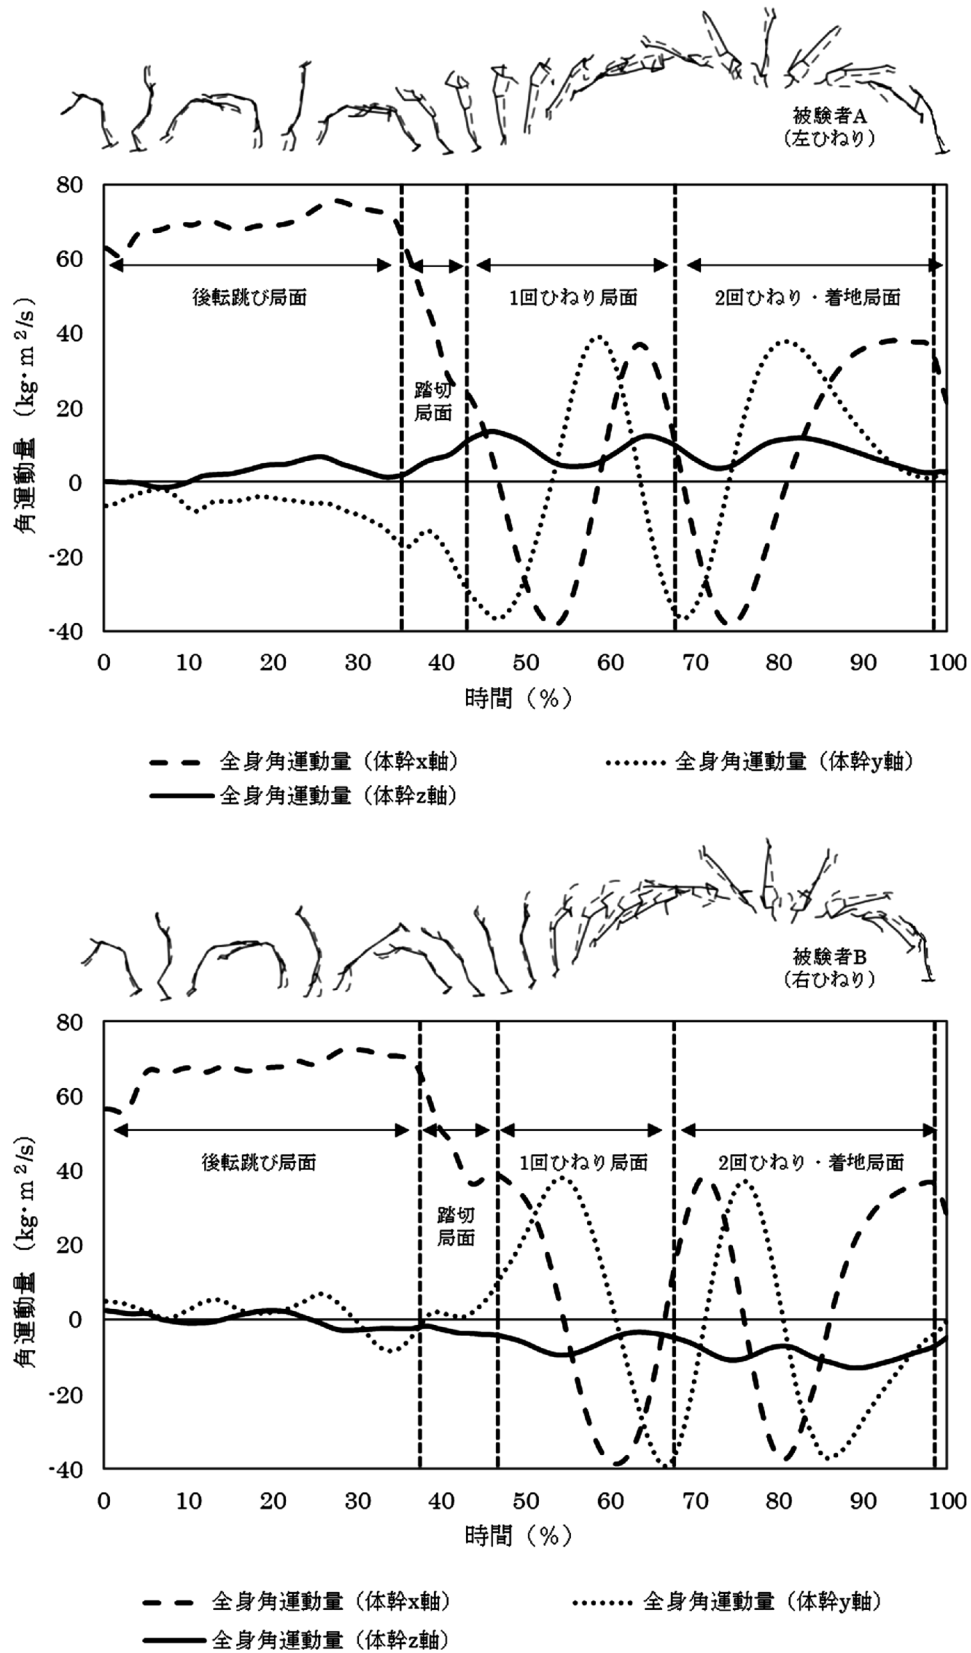 被験者A
(左ひねり)
80
60
40
20
0
-20
-40
角運動量 (kg·m²/s)
後転跳び局面
踏切
局面
1回ひねり局面
2回ひねり・着地局面
0 10 20 30 40 50 60 70 80 90 100
時間 (%)
全身角運動量 (体幹x軸)
全身角運動量 (体幹y軸)
全身角運動量 (体幹z軸)
被験者B
(右ひねり)
80
60
40
20
0
-20
-40
角運動量 (kg·m²/s)
後転跳び局面
踏切
局面
1回ひねり局面
2回ひねり・着地局面
0 10 20 30 40 50 60 70 80 90 100
時間 (%)
全身角運動量 (体幹x軸)
全身角運動量 (体幹y軸)
全身角運動量 (体幹z軸)